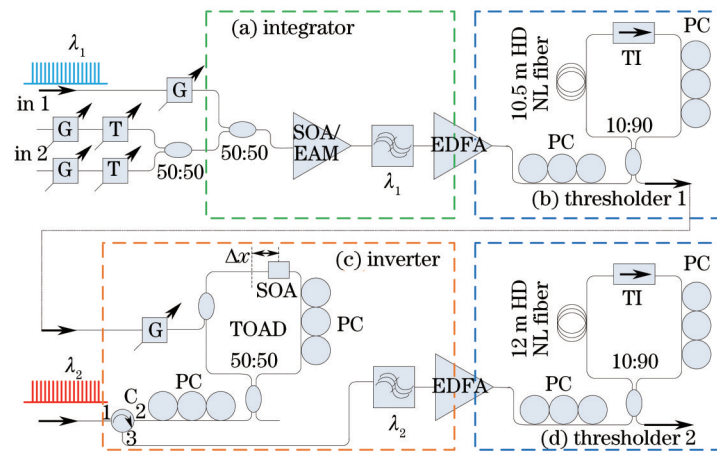 (a) integrator
λ1
in 1
G
in 2
G
T
G
T
50:50
50:50
SOA/
EAM
λ1
EDFA
10.5 m HD
NL fiber
TI
PC
10:90
PC
(b) thresholder 1
(c) inverter
Δx
SOA
G
TOAD
PC
50:50
λ2
PC
C
1
2
3
λ2
EDFA
12 m HD
NL fiber
TI
PC
10:90
PC
(d) thresholder 2